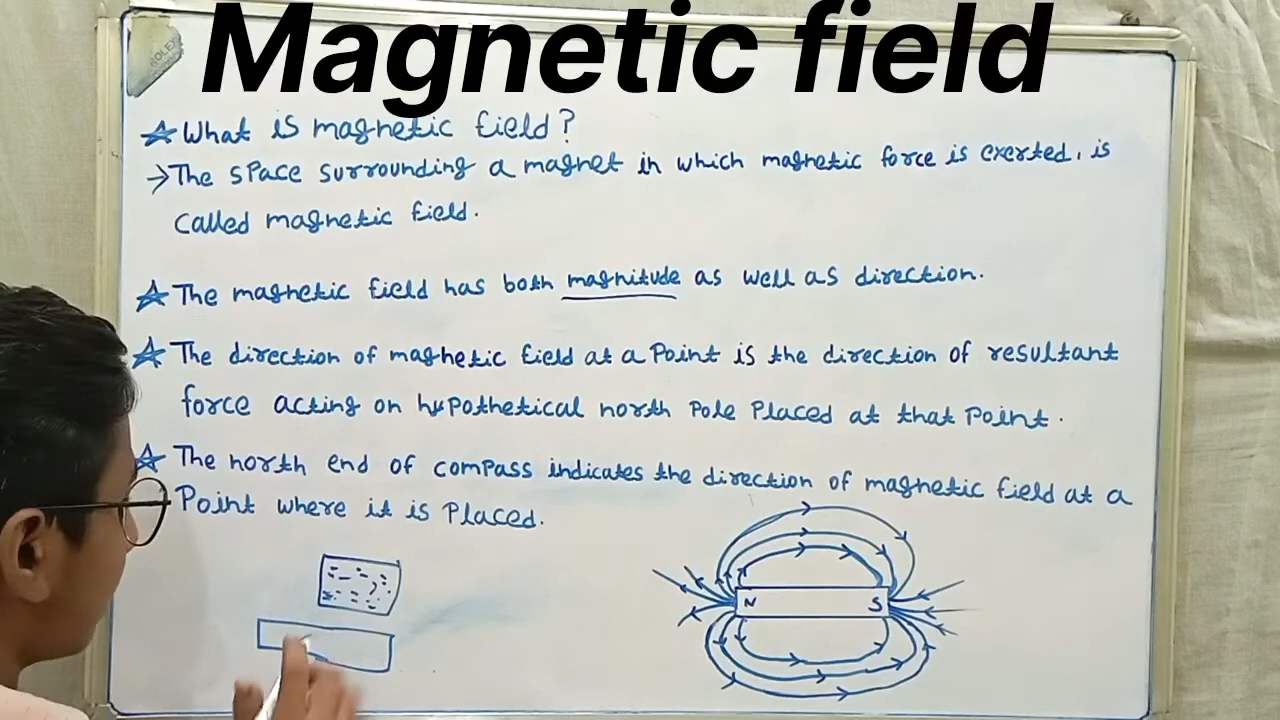 Magnetic field
What is magnetic field?
→ The space surrounding a magnet in which magnetic force is exerted, is
called magnetic field.
The magnetic field has both magnitude as well as direction.
The direction of magnetic field at a point is the direction of resultant
force acting on hypothetical north pole placed at that point.
The north end of compass indicates the direction of magnetic field at a
Point where it is placed.
N S